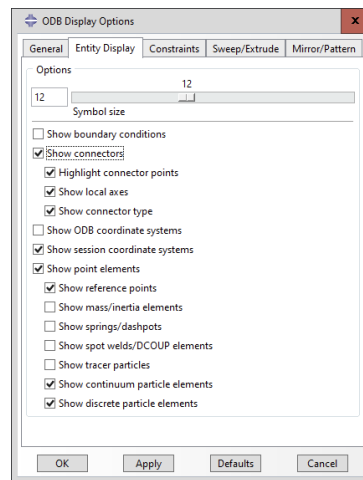 ODB Display Options
x
General Entity Display Constraints Sweep/Extrude Mirror/Pattern
Options
12
12
Symbol size
Show boundary conditions
Show connectors
Highlight connector points
Show local axes
Show connector type
Show ODB coordinate systems
Show session coordinate systems
Show point elements
Show reference points
Show mass/inertia elements
Show springs/dashpots
Show spot welds/DCOUP elements
Show tracer particles
Show continuum particle elements
Show discrete particle elements
OK Apply Defaults Cancel